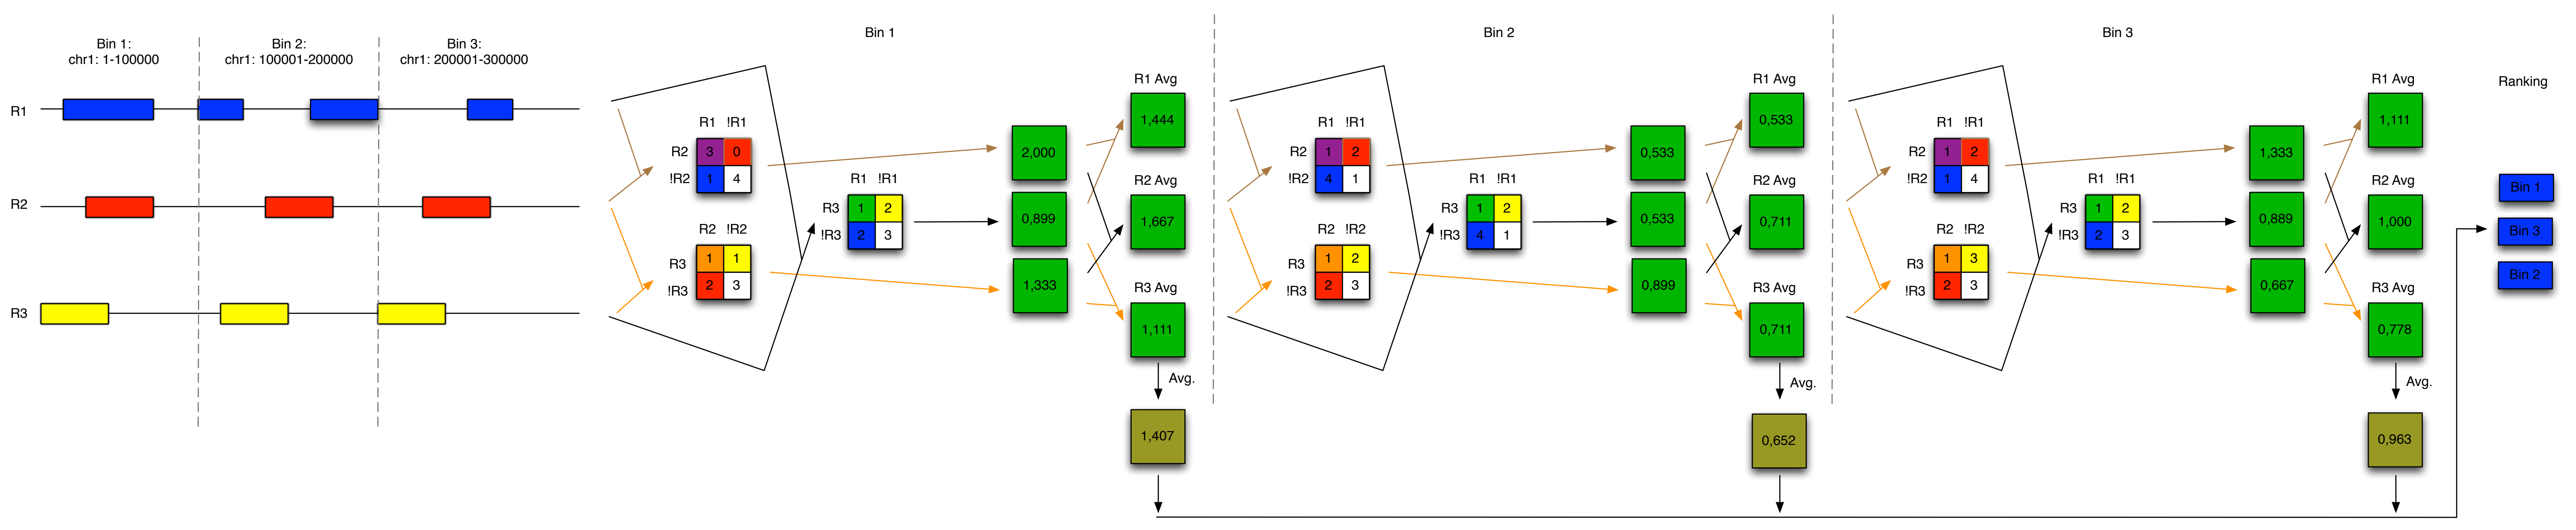 Bin 1:
chr1: 1-100000
Bin 2:
chr1: 100001-200000
Bin 3:
chr1: 200001-300000
R1
R2
R3
Bin 1
R1 !R1
R2 3 0
!R2 1 4
R2 !R2
R3 1 1
!R3 2 3
R1 !R1
R3 1 2
!R3 2 3
2,000
0,899
1,333
R1 Avg
1,444
R2 Avg
1,667
R3 Avg
1,111
Avg.
1,407
Bin 2
R1 !R1
R2 1 2
!R2 4 1
R2 !R2
R3 1 2
!R3 2 3
R1 !R1
R3 1 2
!R3 4 1
0,533
0,533
0,899
R1 Avg
0,533
R2 Avg
0,711
R3 Avg
0,711
Avg.
0,652
Bin 3
R1 !R1
R2 1 2
!R2 1 4
R2 !R2
R3 1 3
!R3 2 3
R1 !R1
R3 1 2
!R3 2 3
1,333
0,889
0,667
R1 Avg
1,111
R2 Avg
1,000
R3 Avg
0,778
Avg.
0,963
Ranking
Bin 1
Bin 3
Bin 2